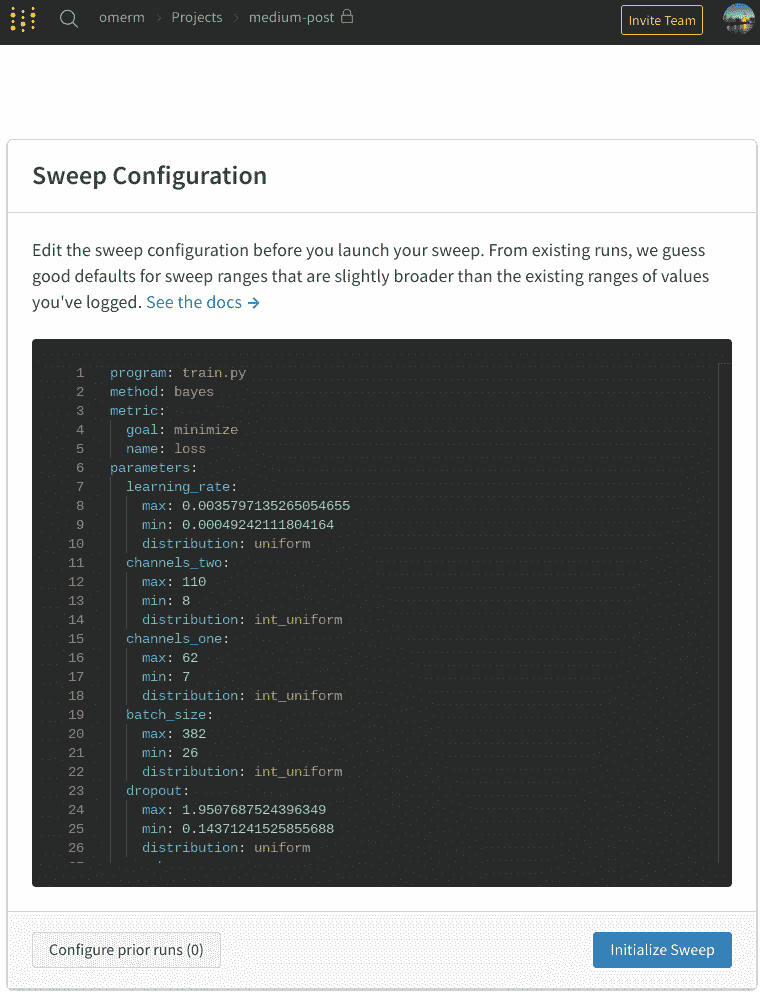 omerm > Projects > medium-post Invite Team
Sweep Configuration
Edit the sweep configuration before you launch your sweep. From existing runs, we guess
good defaults for sweep ranges that are slightly broader than the existing ranges of values
you've logged. See the docs →
1 program: train.py
2 method: bayes
3 metric:
4 goal: minimize
5 name: loss
6 parameters:
7 learning_rate:
8 max: 0.0035797135265054655
9 min: 0.00049242111804164
10 distribution: uniform
11 channels_two:
12 max: 110
13 min: 8
14 distribution: int_uniform
15 channels_one:
16 max: 62
17 min: 7
18 distribution: int_uniform
19 batch_size:
20 max: 382
21 min: 26
22 distribution: int_uniform
23 dropout:
24 max: 1.9507687524396349
25 min: 0.14371241525855688
26 distribution: uniform
Configure prior runs (0) Initialize Sweep